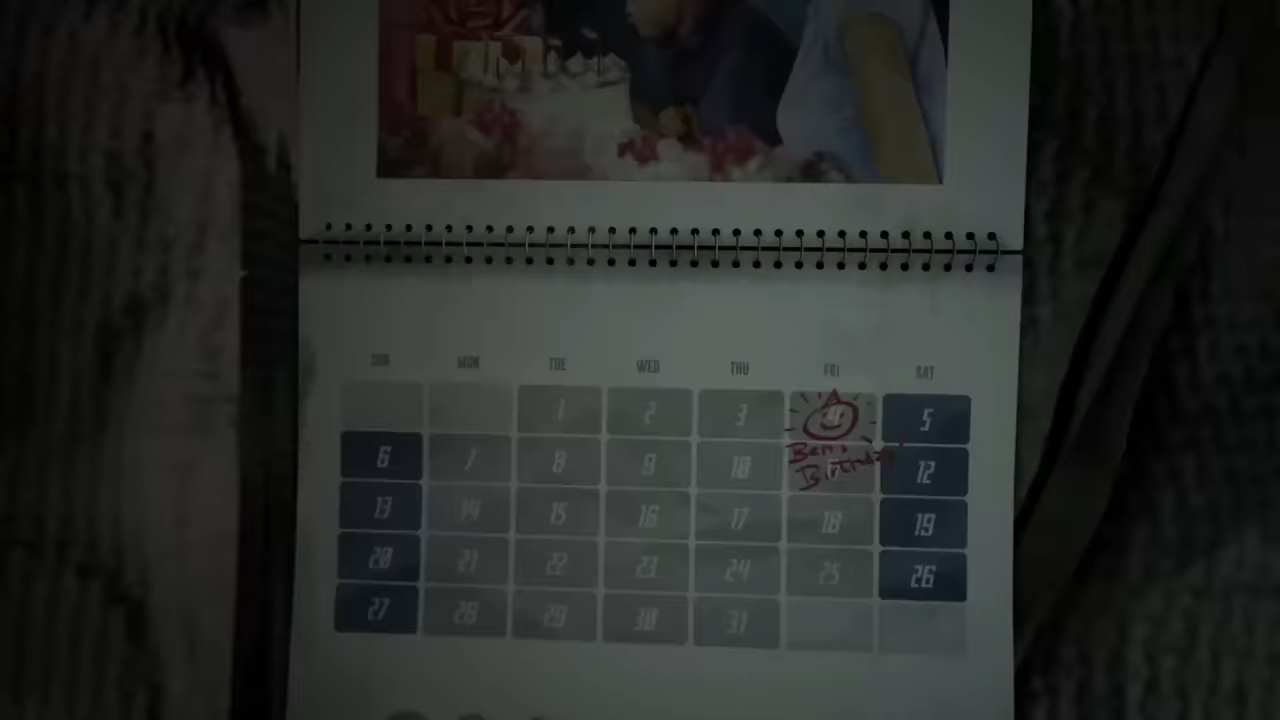 SUN MON TUE WED THU FRI SAT
1 2 3 4 5
6 7 8 9 10 12
Ben's Birthday
13 14 15 16 17 18 19
20 21 22 23 24 25 26
27 28 29 30 31